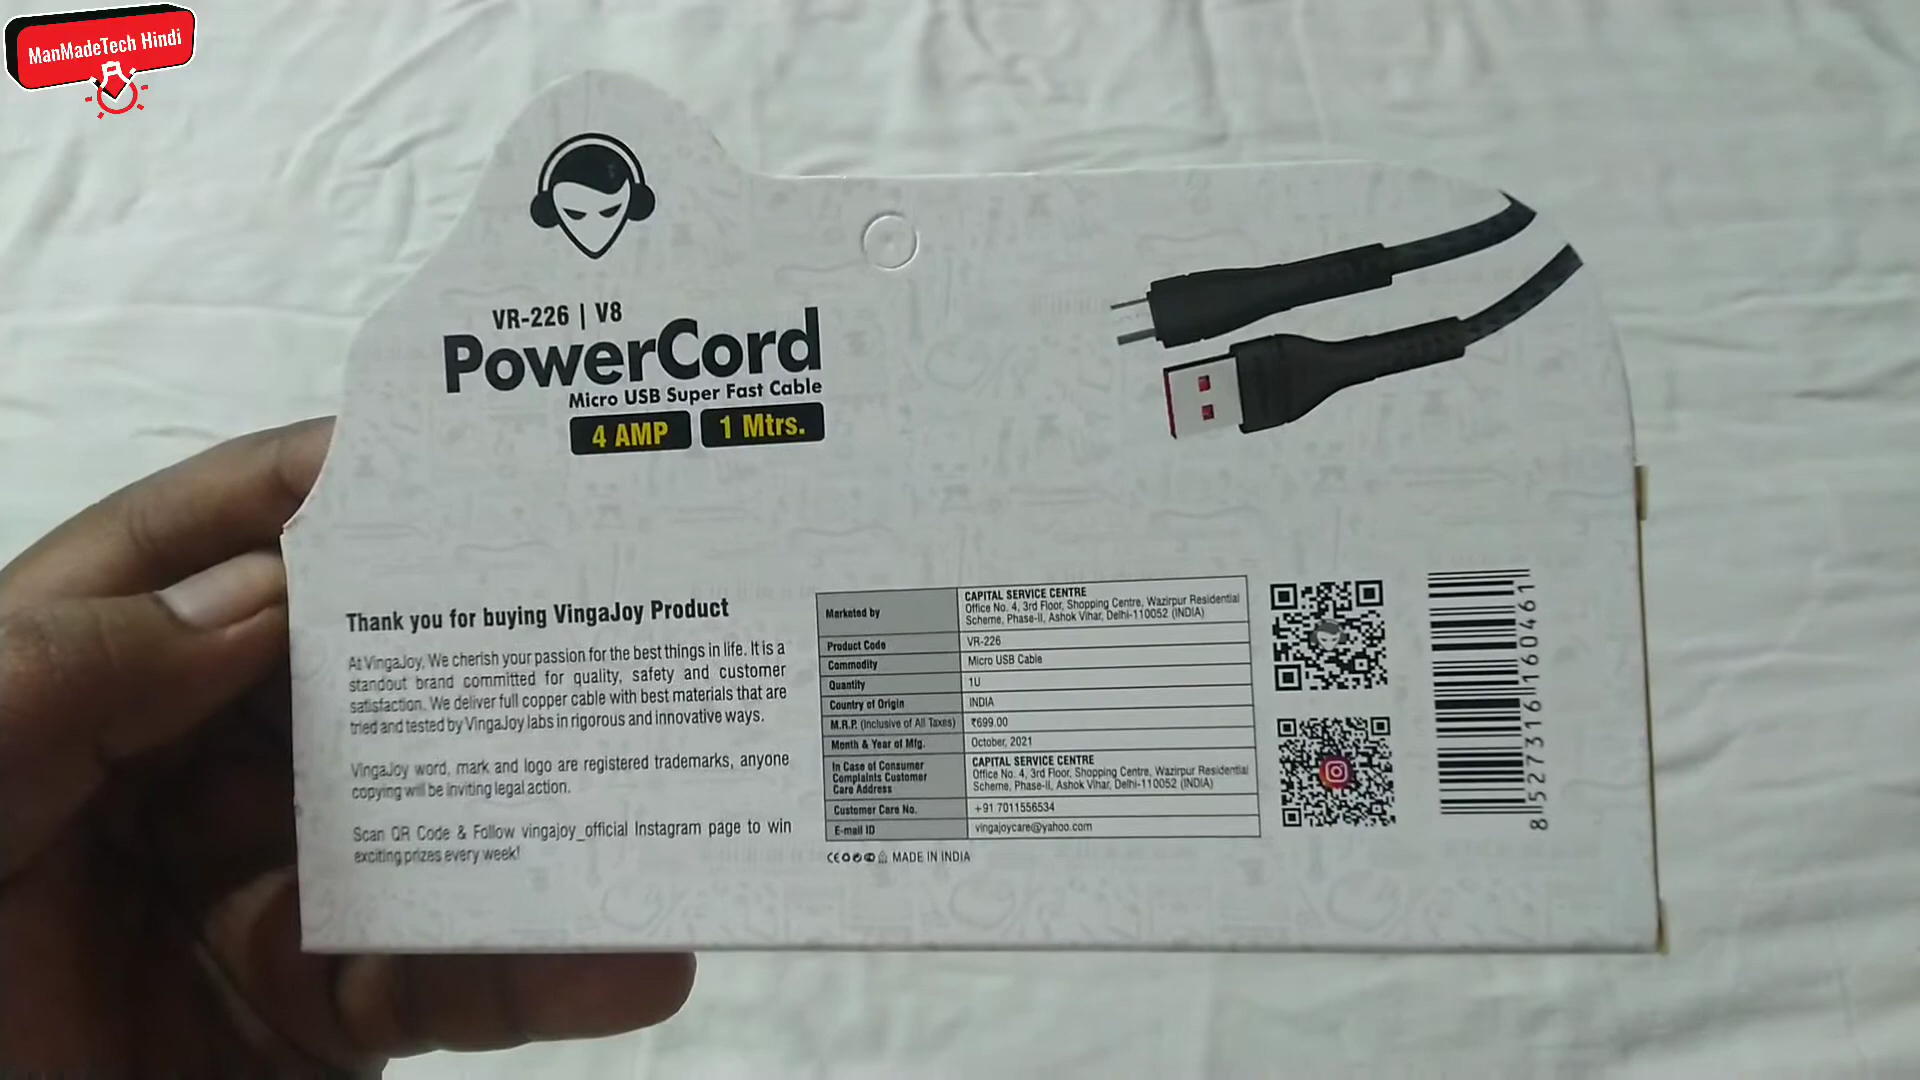 ManMadeTech Hindi
VR-226 | V8
PowerCord
Micro USB Super Fast Cable
4 AMP 1 Mtrs.
Thank you for buying VingaJoy Product
At VingaJoy, We cherish your passion for the best things in life. It is a
standout brand committed for quality, safety and customer
satisfaction. We deliver full copper cable with best materials that are
tried and tested by VingaJoy labs in rigorous and innovative ways.
VingaJoy word, mark and logo are registered trademarks, anyone
copying will be inviting legal action.
Scan QR Code & Follow vingajoy_official Instagram page to win
exciting prizes every week!
Marketed by
CAPITAL SERVICE CENTRE
Office No. 4, 3rd Floor, Shopping Centre, Wazirpur Residential
Scheme, Phase-II, Ashok Vihar, Delhi-110052 (INDIA)
Product Code VR-226
Commodity Micro USB Cable
Quantity 1U
Country of Origin INDIA
M.R.P. (Inclusive of All Taxes) ₹699.00
Month & Year of Mfg. October, 2021
In Case of Consumer
Complaints Customer
Care Address
CAPITAL SERVICE CENTRE
Office No. 4, 3rd Floor, Shopping Centre, Wazirpur Residential
Scheme, Phase-II, Ashok Vihar, Delhi-110052 (INDIA)
Customer Care No. +91 7011556534
E-mail ID vingajoycare@yahoo.com
CE MADE IN INDIA
8527316160461